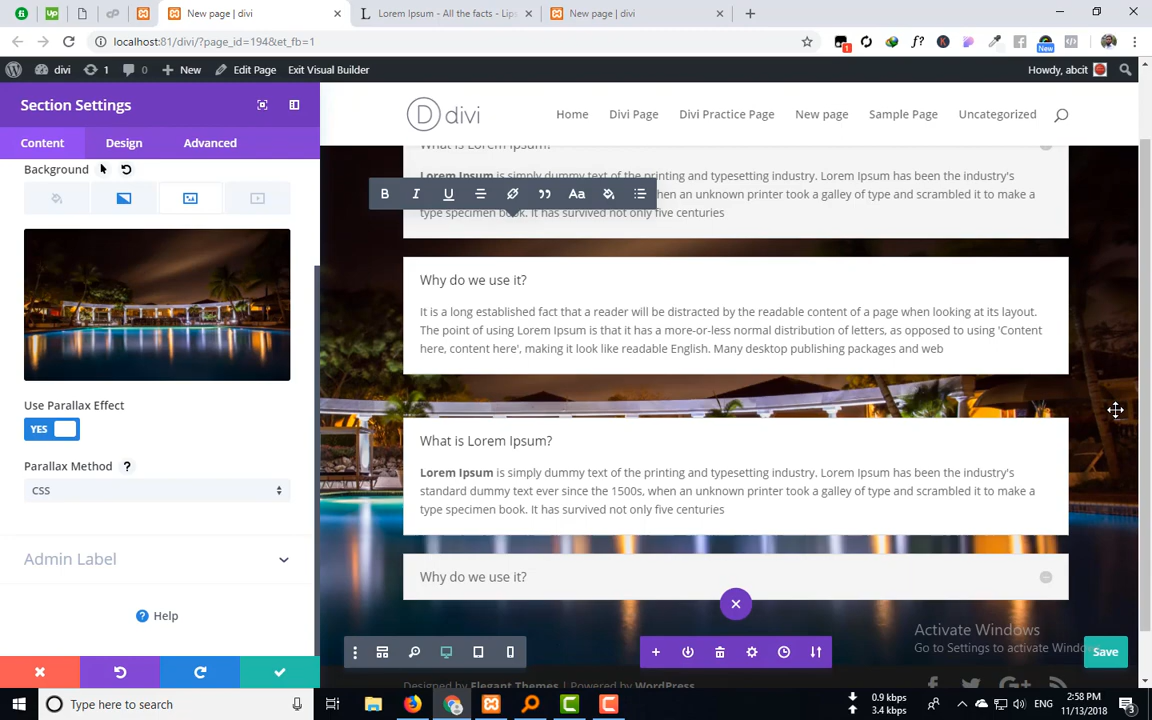 New page | divi
Lorem Ipsum - All the facts - Lips
New page | divi
localhost:81/divi/?page_id=194&et_fb=1
1
New
divi
1
0
New
Edit Page
Exit Visual Builder
Howdy, abcit
Section Settings
Content
Design
Advanced
Background
Use Parallax Effect
YES
Parallax Method
?
CSS
Admin Label
? Help
D divi
Home
Divi Page
Divi Practice Page
New page
Sample Page
Uncategorized
What is Lorem Ipsum?
Lorem Ipsum is simply dummy text of the printing and typesetting industry. Lorem Ipsum has been the industry's
when an unknown printer took a galley of type and scrambled it to make a
type specimen book. It has survived not only five centuries
B
I
U
Aa
Why do we use it?
It is a long established fact that a reader will be distracted by the readable content of a page when looking at its layout.
The point of using Lorem Ipsum is that it has a more-or-less normal distribution of letters, as opposed to using 'Content
here, content here', making it look like readable English. Many desktop publishing packages and web
What is Lorem Ipsum?
Lorem Ipsum is simply dummy text of the printing and typesetting industry. Lorem Ipsum has been the industry's
standard dummy text ever since the 1500s, when an unknown printer took a galley of type and scrambled it to make a
type specimen book. It has survived not only five centuries
Why do we use it?
Activate Windows
Go to Settings to activate Windo
Save
Designed by Elegant Themes | Powered by WordPress
Type here to search
0.9 kbps
3.4 kbps
ENG
2:58 PM
11/13/2018
3